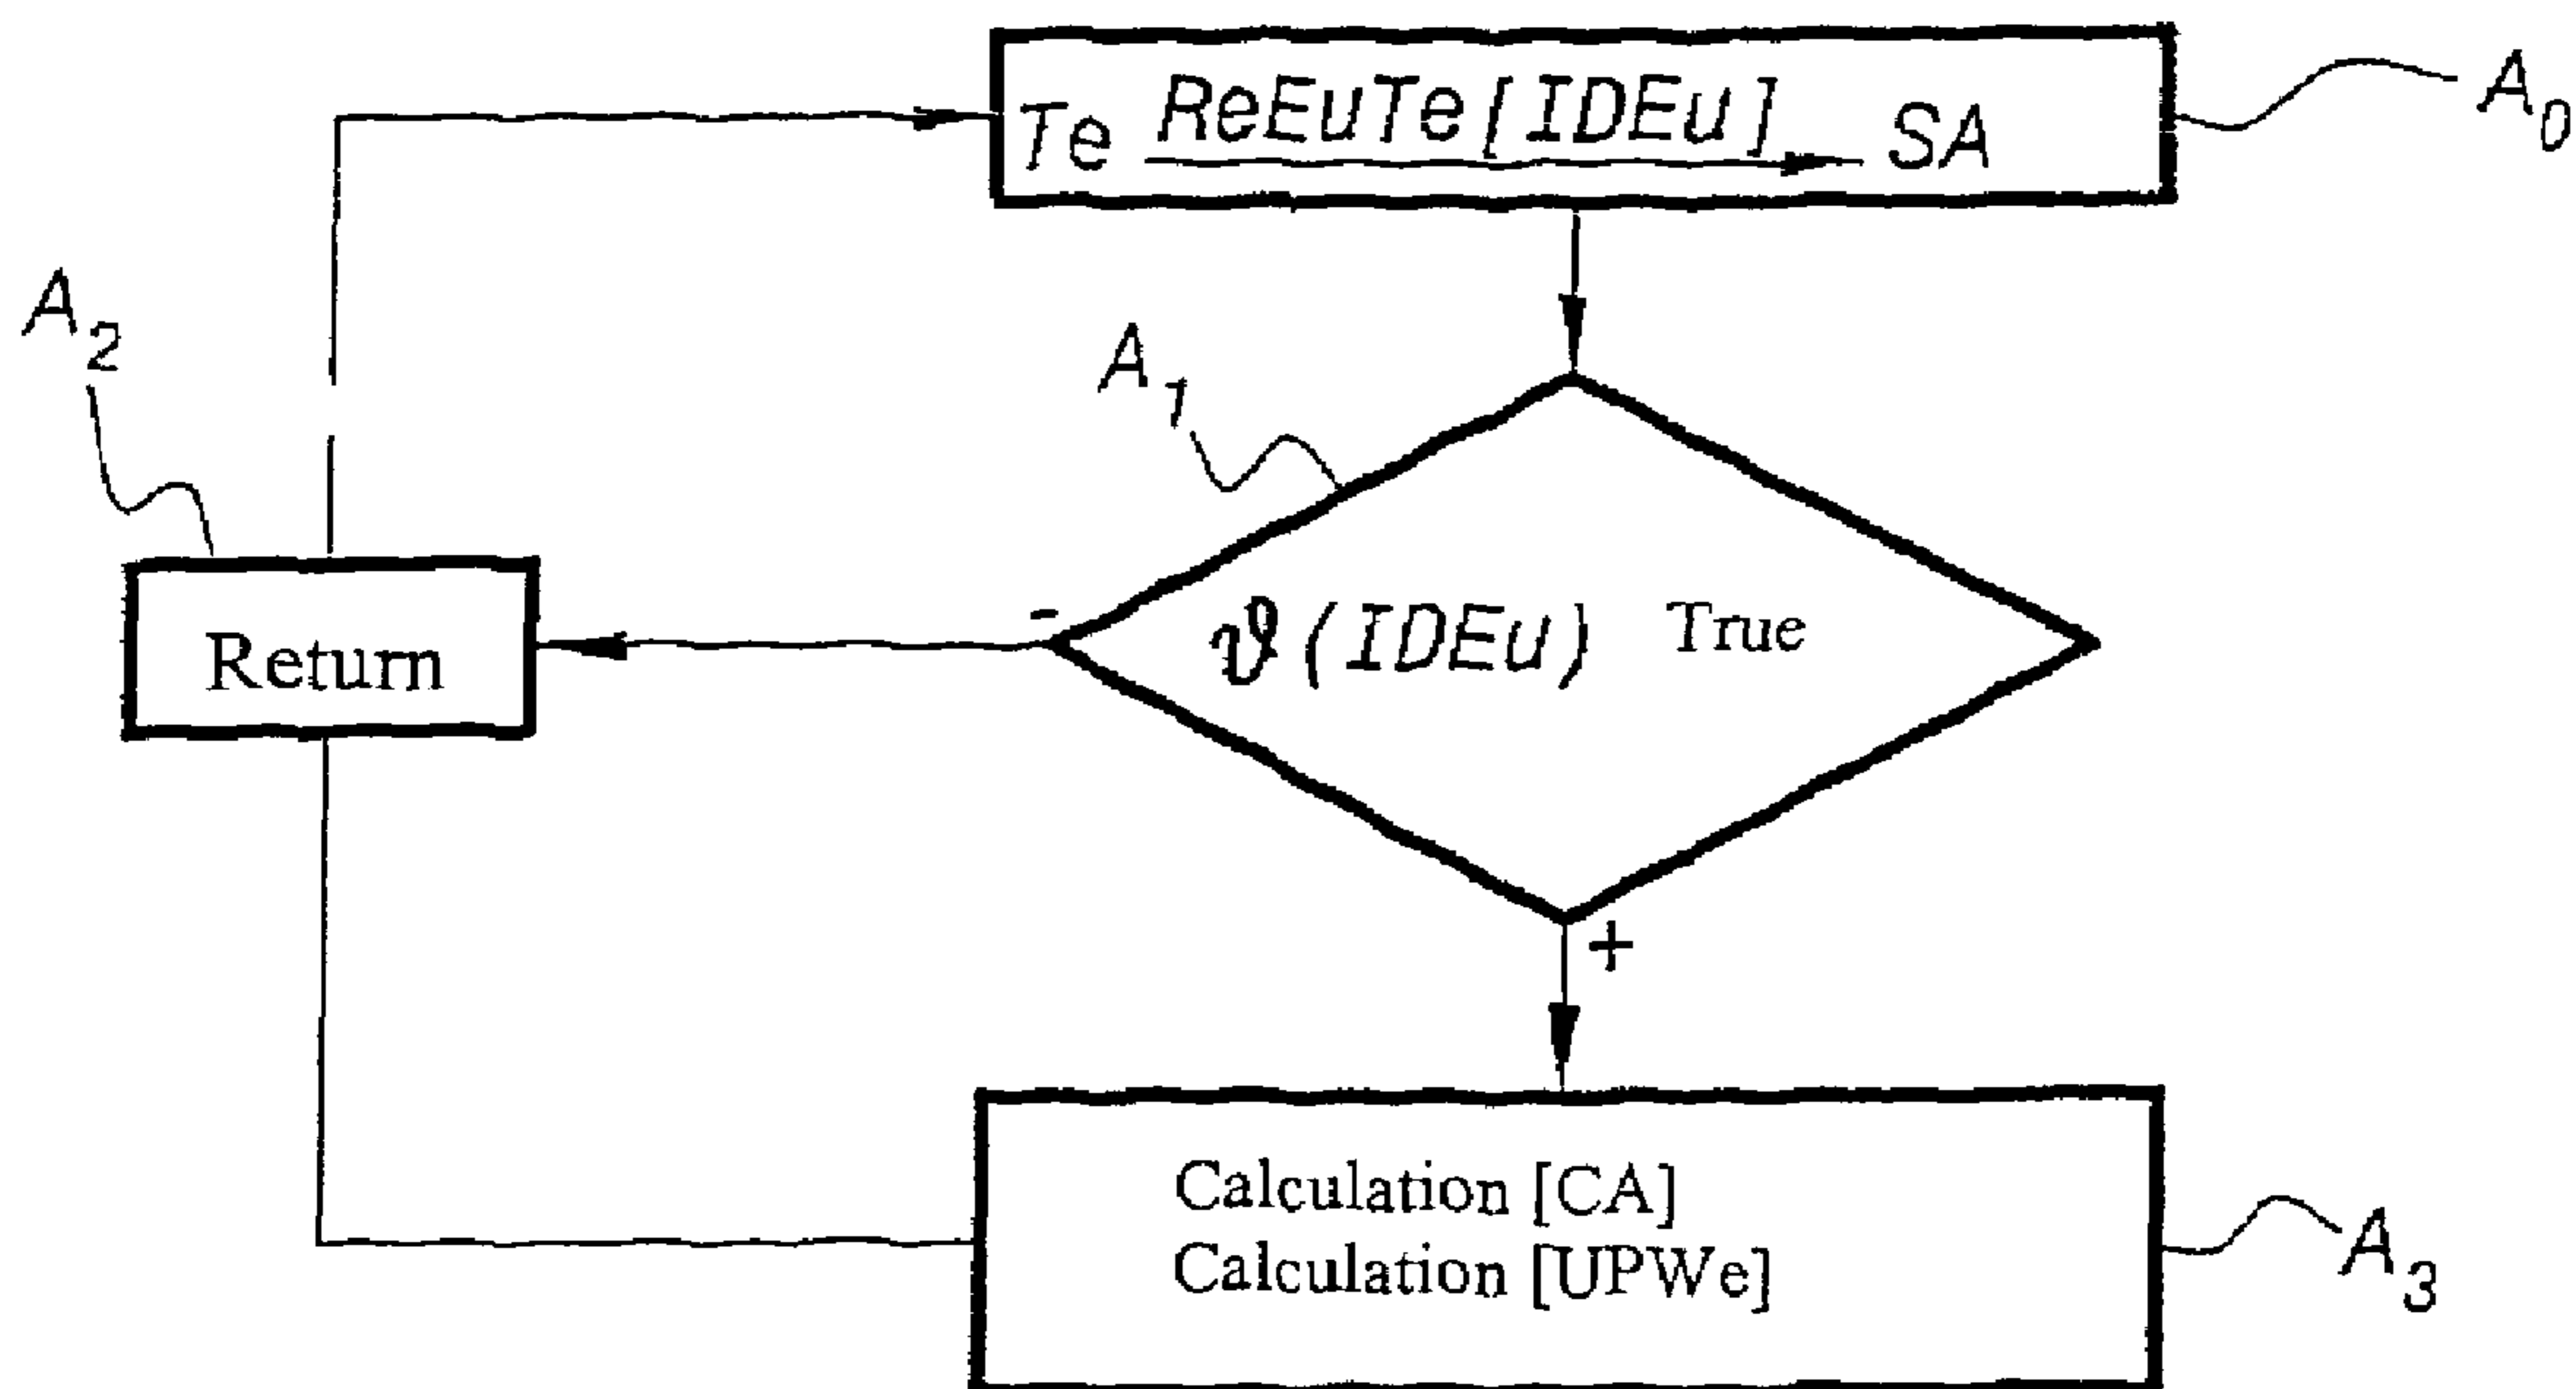 ReEuTe[IDEu]
Te SA
A0
A2
A1
-
ϑ(IDEu) True
Return
+
Calculation [CA]
Calculation [UPWe]
A3